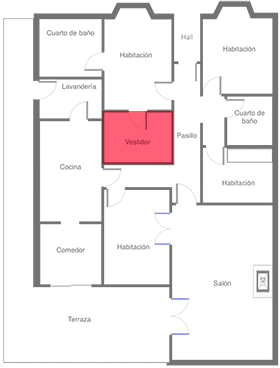 Cuarto de baño
Habitación
Hall
Habitación
Lavandería
Cuarto de
baño
Vestidor
Pasillo
Cocina
Habitación
Comedor
Habitación
Salón
Terraza